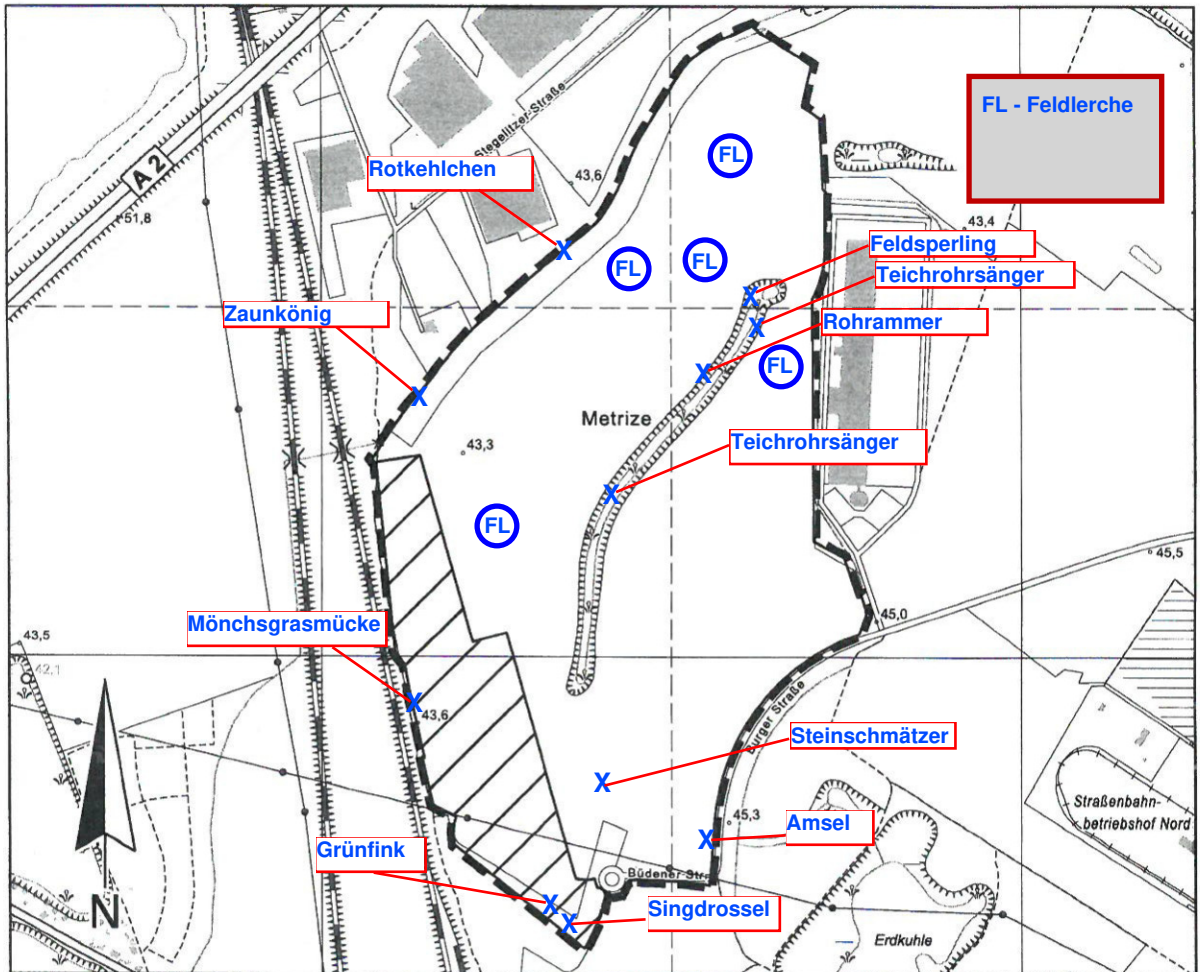 FL - Feldlerche
A 2
Stegelitzer-Straße
FL
Rotkehlchen
43,6
51,8
43,4
Feldsperling
FL
FL
Teichrohrsänger
Zaunkönig
Rohrammer
FL
Metrize
43,3
Teichrohrsänger
FL
45,5
45,0
Mönchsgrasmücke
43,5
42,1
43,6
Burger Straße
Steinschmätzer
45,3
Amsel
Straßenbahn-
betriebshof Nord
Grünfink
Büdener Stra
Singdrossel
N
Erdkuhle
X
X
X
X
X
X
X
X
X
X
X